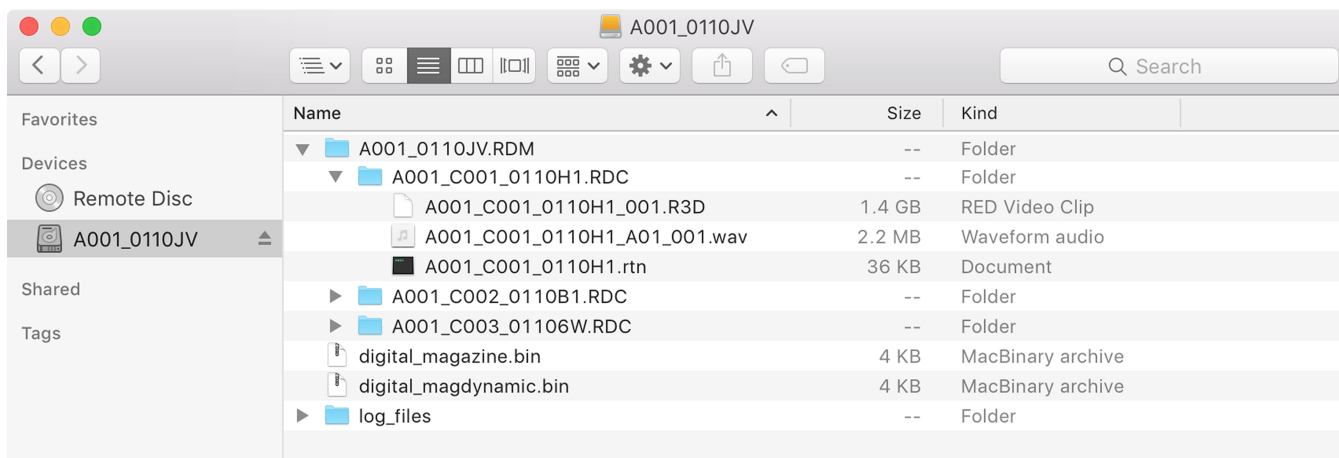 A001_0110JV
Search
Favorites
Devices
Remote Disc
A001_0110JV
Shared
Tags
Name Size Kind
A001_0110JV.RDM -- Folder
A001_C001_0110H1.RDC -- Folder
A001_C001_0110H1_001.R3D 1.4 GB RED Video Clip
A001_C001_0110H1_A01_001.wav 2.2 MB Waveform audio
A001_C001_0110H1.rtn 36 KB Document
A001_C002_0110B1.RDC -- Folder
A001_C003_01106W.RDC -- Folder
digital_magazine.bin 4 KB MacBinary archive
digital_magdynamic.bin 4 KB MacBinary archive
log_files -- Folder